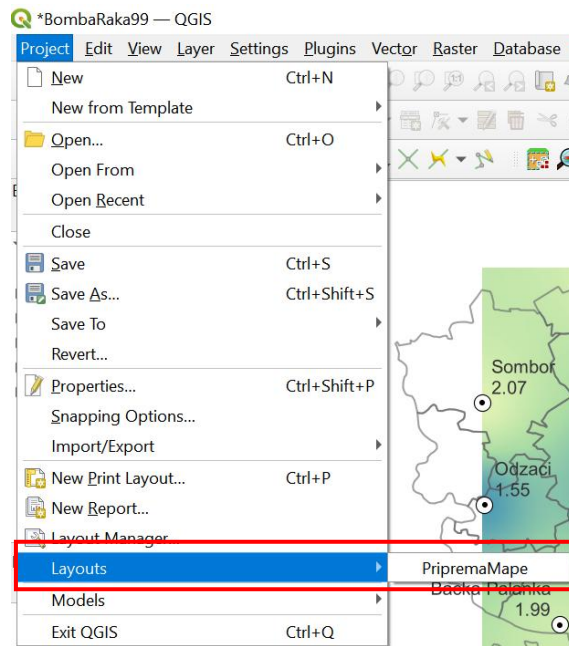 *BombaRaka99 — QGIS
Project Edit View Layer Settings Plugins Vector Raster Database
New Ctrl+N
New from Template
Open... Ctrl+O
Open From
Open Recent
Close
Save Ctrl+S
Save As... Ctrl+Shift+S
Save To
Revert...
Properties... Ctrl+Shift+P
Snapping Options...
Import/Export
New Print Layout... Ctrl+P
New Report...
Layout Manager...
Layouts PripremaMape
Models
Exit QGIS Ctrl+Q
Sombor
2.07
Odzaci
1.55
Backa Palanka
1.99